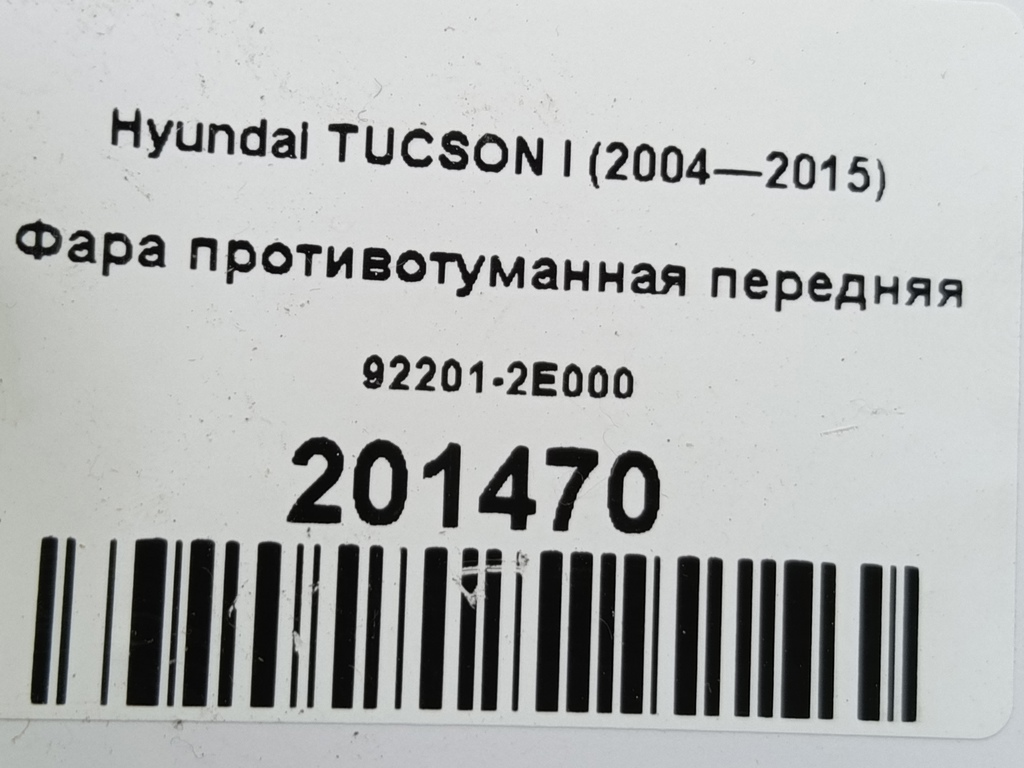 Hyundai TUCSON I (2004—2015)
Фара противотуманная передняя
92201-2E000
201470